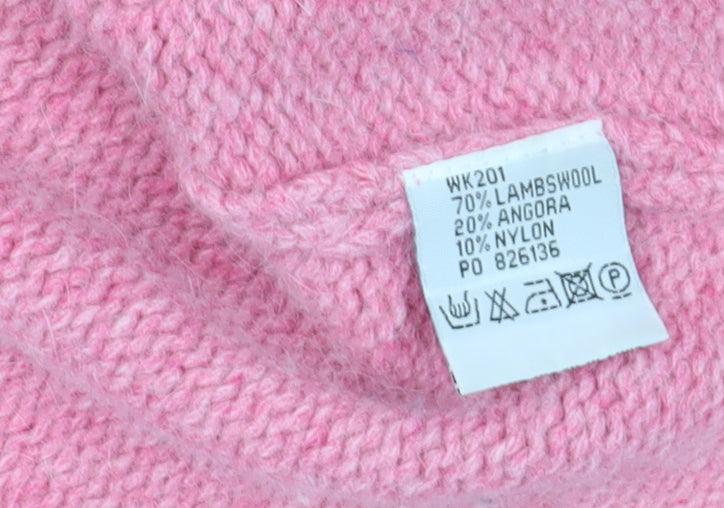 WK201
70% LAMBSWOOL
20% ANGORA
10% NYLON
PO 826136
P